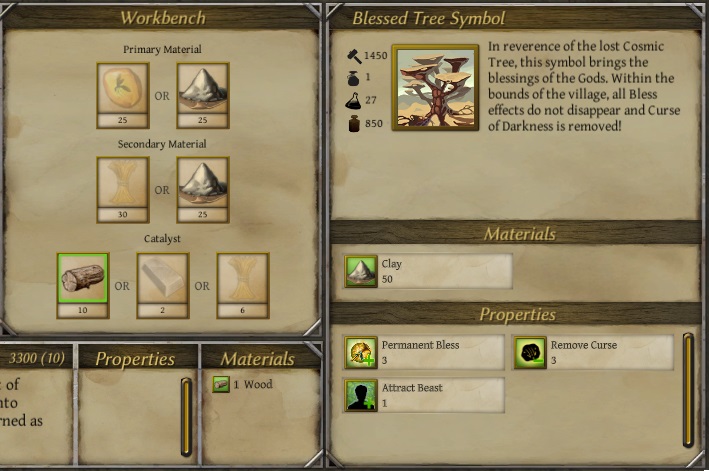 Workbench
Primary Material
25 OR 25
Secondary Material
30 OR 25
Catalyst
10 OR 2 OR 6
3300 (10)
t of
nto
rned as
Properties
Materials
1 Wood
Blessed Tree Symbol
1450
1
27
850
In reverence of the lost Cosmic
Tree, this symbol brings the
blessings of the Gods. Within the
bounds of the village, all Bless
effects do not disappear and Curse
of Darkness is removed!
Materials
Clay
50
Properties
Permanent Bless
3
Remove Curse
3
Attract Beast
1